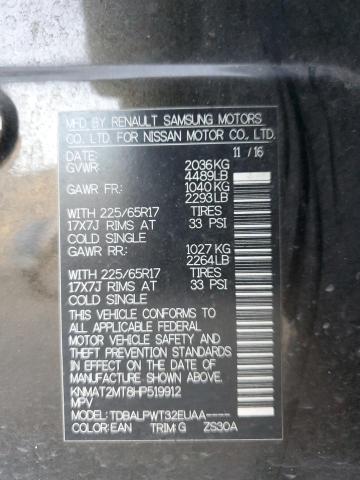 MFD. BY RENAULT SAMSUNG MOTORS
CO., LTD. FOR NISSAN MOTOR CO., LTD.
DATE: 11 / 16
GVWR: 2036KG
4489LB
GAWR FR: 1040KG
2293LB
WITH 225/65R17 TIRES
17X7J RIMS AT 33 PSI
COLD SINGLE
GAWR RR: 1027KG
2264LB
WITH 225/65R17 TIRES
17X7J RIMS AT 33 PSI
COLD SINGLE
THIS VEHICLE CONFORMS TO
ALL APPLICABLE FEDERAL
MOTOR VEHICLE SAFETY AND
THEFT PREVENTION STANDARDS
IN EFFECT ON THE DATE OF
MANUFACTURE SHOWN ABOVE.
KNMAT2MT8HP519912
MPV
MODEL:TDBALPWT32EUAA----
COLOR:EAN TRIM:G ZS30A